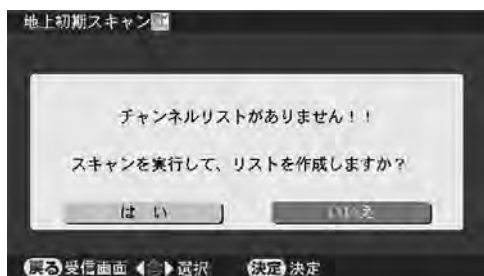 地上初期スキャン
チャンネルリストがありません！！
スキャンを実行して、リストを作成しますか？
はい いいえ
戻る 受信画面 選択 決定 決定